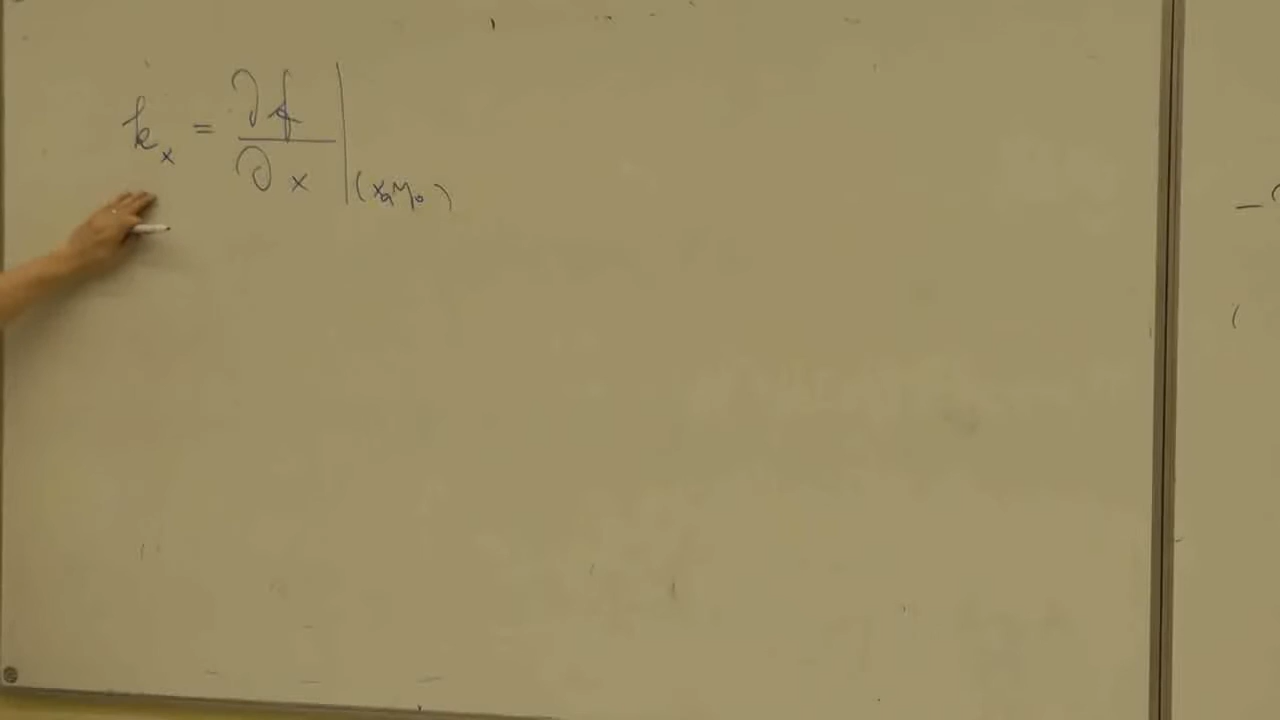 k_x = ∂f/∂x |(x₀,y₀)